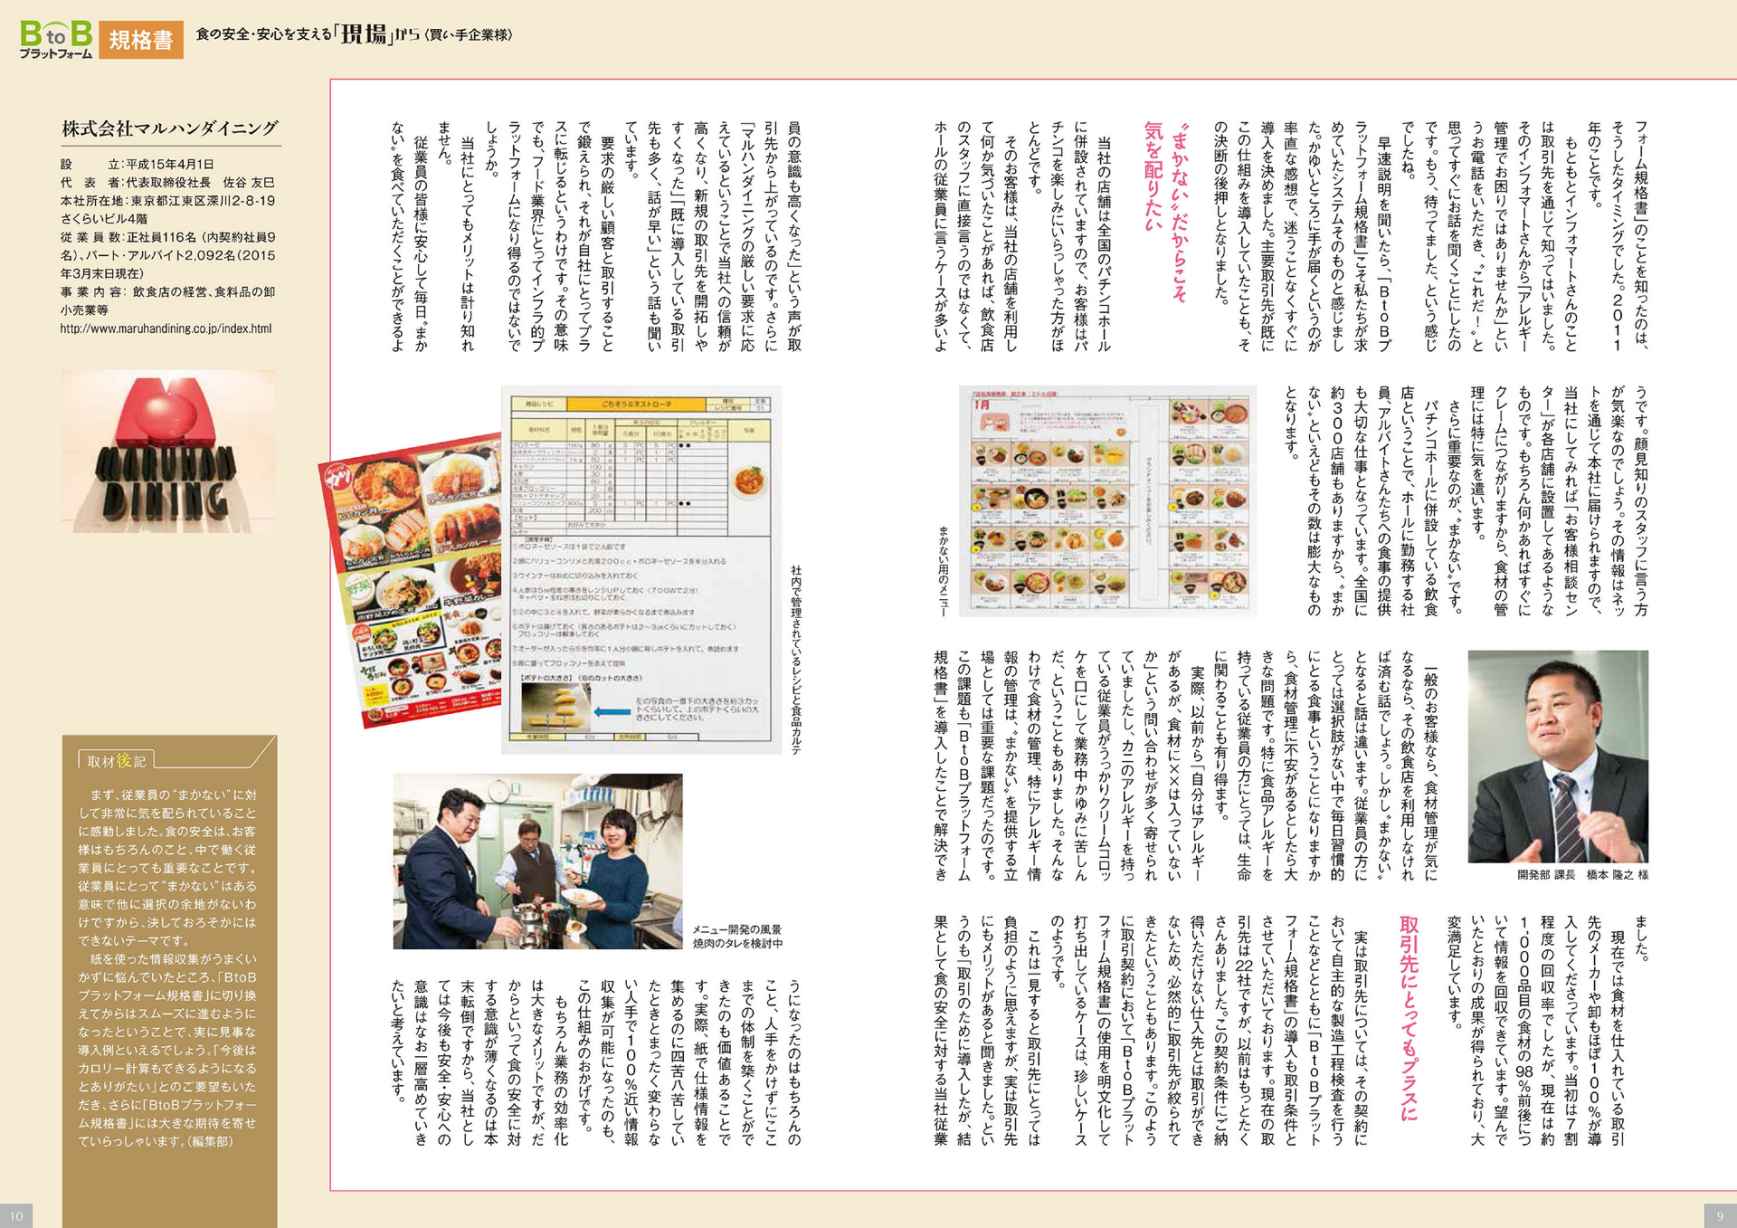 BtoB
プラットフォーム
規格書
食の安全・安心を支える「現場」から〈買い手企業様〉
フォーム規格書」のことを知ったのは、
そうしたタイミングでした。2011
年のことです。
もともとインフォマートさんのこと
は取引先を通じて知ってはいました。
そのインフォマートさんから「アレルギー
管理でお困りではありませんか」とい
うお電話をいただき、“これだ！”と
思ってすぐにお話を聞くことにしたの
です。もう、待ってました、という感じ
でしたね。
早速説明を聞いたら、「BtoBプ
ラットフォーム規格書」こそ私たちが求
めていたシステムそのものと感じまし
た。かゆいところに手が届くというのが
率直な感想で、迷うことなくすぐに
導入を決めました。主要取引先が既に
この仕組みを導入していたことも、そ
の決断の後押しとなりました。
“まかない”だからこそ
気を配りたい
当社の店舗は全国のパチンコホール
に併設されていますので、お客様はパ
チンコを楽しみにいらっしゃった方がほ
とんどです。
そのお客様は、当社の店舗を利用し
て何か気づいたことがあれば、飲食店
のスタッフに直接言うのではなくて、
ホールの従業員に言うケースが多いよ
うです。顔見知りのスタッフに言う方
が気楽なのでしょう。その情報はネッ
トを通じて本社に届けられますので、
当社にしてみれば「お客様相談セン
ター」が各店舗に設置してあるような
ものです。もちろん何かあればすぐに
クレームにつながりますから、食材の管
理には特に気を遣います。
さらに重要なのが、“まかない”です。
パチンコホールに併設している飲食
店ということで、ホールに勤務する社
員、アルバイトさんたちへの食事の提供
も大切な仕事となっています。全国に
約300店舗もありますから、“まか
ない”といえどもその数は膨大なもの
となります。
まかない用のメニュー
1月
一般のお客様なら、食材管理が気に
なるなら、その飲食店を利用しなけれ
ば済む話でしょう。しかし“まかない”
となると話は違います。従業員の方に
とっては選択肢がない中で毎日習慣的
にとる食事ということになりますか
ら、食材管理に不安があるとしたら大
きな問題です。特に食品アレルギーを
持っている従業員の方にとっては、生命
に関わることも有り得ます。
実際、以前から「自分はアレルギー
があるが、食材に××は入っていない
か」という問い合わせが多く寄せられ
ていましたし、カニのアレルギーを持っ
ている従業員がうっかりクリームコロッ
ケを口にして業務中かゆみに苦しん
だ、ということもありました。そんな
わけで食材の管理、特にアレルギー情
報の管理は、“まかない”を提供する立
場としては重要な課題だったのです。
この課題も「BtoBプラットフォーム
規格書」を導入したことで解決でき
開発部 課長　橋本 隆之 様
ました。
現在では食材を仕入れている取引
先のメーカーや卸もほぼ100％が導
入してくださっています。当初は7割
程度の回収率でしたが、現在は約
1,000品目の食材の98％前後につ
いて情報を回収できています。望んで
いたとおりの成果が得られており、大
変満足しています。
取引先にとってもプラスに
実は取引先については、その契約に
おいて自主的な製造工程検査を行う
ことなどとともに「BtoBプラット
フォーム規格書」の導入も取引条件と
させていただいております。現在の取
引先は22社ですが、以前はもっとたく
さんありました。この契約条件にご納
得いただけない仕入先とは取引ができ
ないため、必然的に取引先が絞られて
きたということもあります。このよう
に取引契約において「BtoBプラット
フォーム規格書」の使用を明文化して
打ち出しているケースは、珍しいケース
のようです。
これは一見すると取引先にとっては
負担のように思えますが、実は取引先
にもメリットがあると聞きました。とい
うのも「取引のために導入したが、結
果として食の安全に対する当社従業
員の意識も高くなった」という声が取
引先から上がっているのです。さらに
「マルハンダイニングの厳しい要求に応
えているということで当社への信頼が
高くなり、新規の取引先を開拓しや
すくなった」「既に導入している取引
先も多く、話が早い」という話も聞い
ています。
要求の厳しい顧客と取引すること
で鍛えられ、それが自社にとってプラ
スに転じるというわけです。その意味
でも、フード業界にとってインフラ的プ
ラットフォームになり得るのではないで
しょうか。
当社にとってもメリットは計り知れ
ません。
従業員の皆様に安心して毎日“まか
ない”を食べていただくことができるよ
社内で管理されているレシピと食品カルテ
ごちそうミネストローネ
メニュー開発の風景
焼肉のタレを検討中
うになったのはもちろんの
こと、人手をかけずにここ
までの体制を築くことがで
きたのも価値あることで
す。実際、紙で仕様情報を
集めるのに四苦八苦してい
たときとまったく変わらな
い人手で100％近い情報
収集が可能になったのも、
この仕組みのおかげです。
もちろん業務の効率化
は大きなメリットですが、だ
からといって食の安全に対
する意識が薄くなるのは本
末転倒ですから、当社とし
ては今後も安全・安心への
意識はなお一層高めていき
たいと考えています。
株式会社マルハンダイニング
設　　　立:平成15年4月1日
代　表　者:代表取締役社長　佐谷 友巳
本社所在地:東京都江東区深川2-8-19
さくらいビル4階
従 業 員 数:正社員116名（内契約社員9
名）、パート・アルバイト2,092名（2015
年3月末日現在）
事 業 内 容: 飲食店の経営、食料品の卸
小売業等
http://www.maruhandining.co.jp/index.html
MARUHAN
DINING
取材後記
まず、従業員の“まかない”に対
して非常に気を配られていること
に感動しました。食の安全は、お客
様はもちろんのこと、中で働く従
業員にとっても重要なことです。
従業員にとって“まかない”はある
意味で他に選択の余地がないわ
けですから、決しておろそかには
できないテーマです。
紙を使った情報収集がうまくい
かずに悩んでいたところ、「BtoB
プラットフォーム規格書」に切り換
えてからはスムーズに進むように
なったということで、実に見事な
導入例といえるでしょう。「今後は
カロリー計算もできるようになる
とありがたい」とのご要望もいた
だき、さらに「BtoBプラットフォー
ム規格書」には大きな期待を寄せ
ていらっしゃいます。（編集部）
10
9